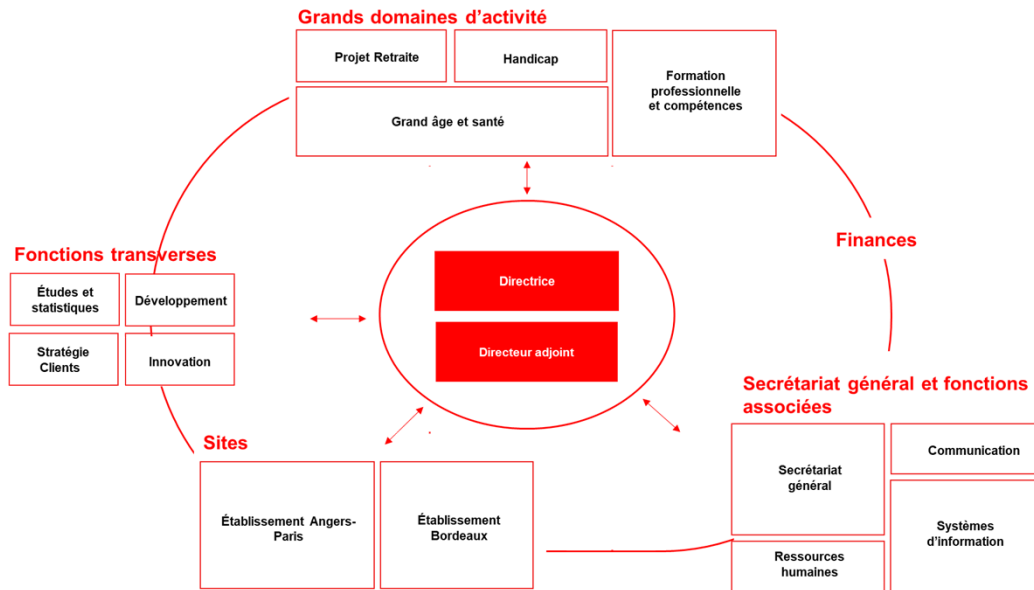 Grands domaines d’activité
Projet Retraite
Handicap
Formation
professionnelle
et compétences
Grand âge et santé
Fonctions transverses
Études et
statistiques
Développement
Stratégie
Clients
Innovation
Directrice
Directeur adjoint
Finances
Sites
Établissement Angers-
Paris
Établissement
Bordeaux
Secrétariat général et fonctions
associées
Secrétariat
général
Communication
Systèmes
d’information
Ressources
humaines